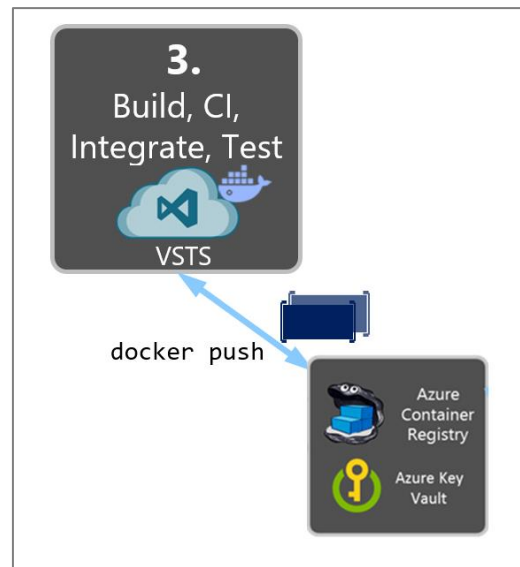 3.
Build, CI,
Integrate, Test
VSTS
docker push
Azure
Container
Registry
Azure Key
Vault